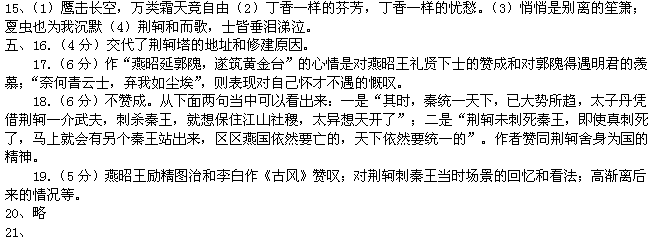 15、（1）鹰击长空，万类霜天竞自由（2）丁香一样的芬芳，丁香一样的忧愁。（3）悄悄是别离的笙箫；
夏虫也为我沉默（4）荆轲和而歌，士皆垂泪涕泣。
五、16.（4分）交代了荆轲塔的地址和修建原因。
17.（6分）作“燕昭延郭隗，遂筑黄金台”的心情是对燕昭王礼贤下士的赞成和对郭隗得遇明君的羡
慕；“奈何青云士，弃我如尘埃”，则表现对自己怀才不遇的慨叹。
18.（6分）不赞成。从下面两句当中可以看出来：一是“其时，秦统一天下，已大势所趋，太子丹凭
借荆轲一介武夫，刺杀秦王，就想保住江山社稷，太异想天开了”；二是“荆轲未刺死秦王，即使真刺死
了，马上就会有另个秦王站出来，区区燕国依然要亡的，天下依然要统一的”。作者赞同荆轲舍身为国的
精神。
19.（5分）燕昭王励精图治和李白作《古风》赞叹；对荆轲刺秦王当时场景的回忆和看法；高渐离后
来的情况等。
20、略
21、